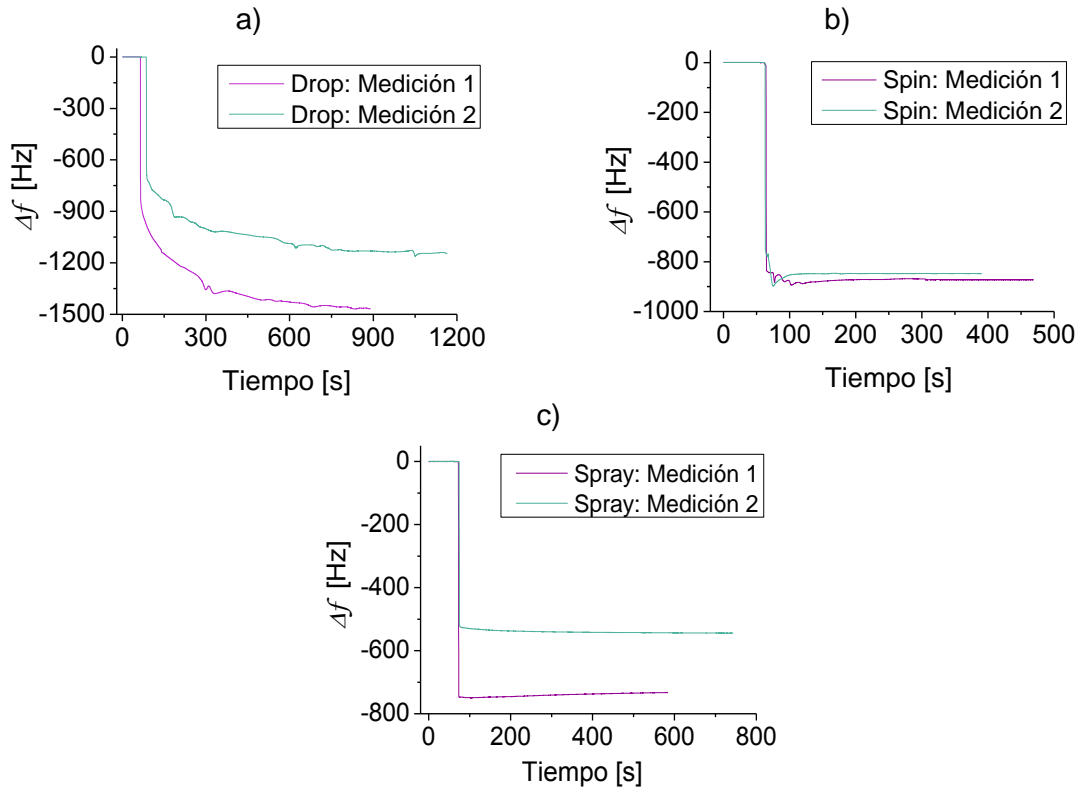 a)
0
-300
-600
-900
-1200
-1500
Δf [Hz]
Drop: Medición 1
Drop: Medición 2
0 300 600 900 1200
Tiempo [s]
b)
0
-200
-400
-600
-800
-1000
Δf [Hz]
Spin: Medición 1
Spin: Medición 2
0 100 200 300 400 500
Tiempo [s]
c)
0
-200
-400
-600
-800
Δf [Hz]
Spray: Medición 1
Spray: Medición 2
0 200 400 600 800
Tiempo [s]